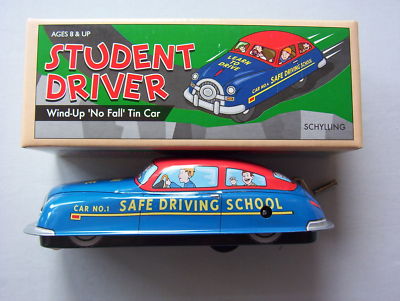 AGES 8 & UP
STUDENT
DRIVER
Wind-Up 'No Fall' Tin Car
LEARN
TO
DRIVE
CAR NO.1 SAFE DRIVING SCHOOL
SCHYLLING
CAR NO.1 SAFE DRIVING SCHOOL